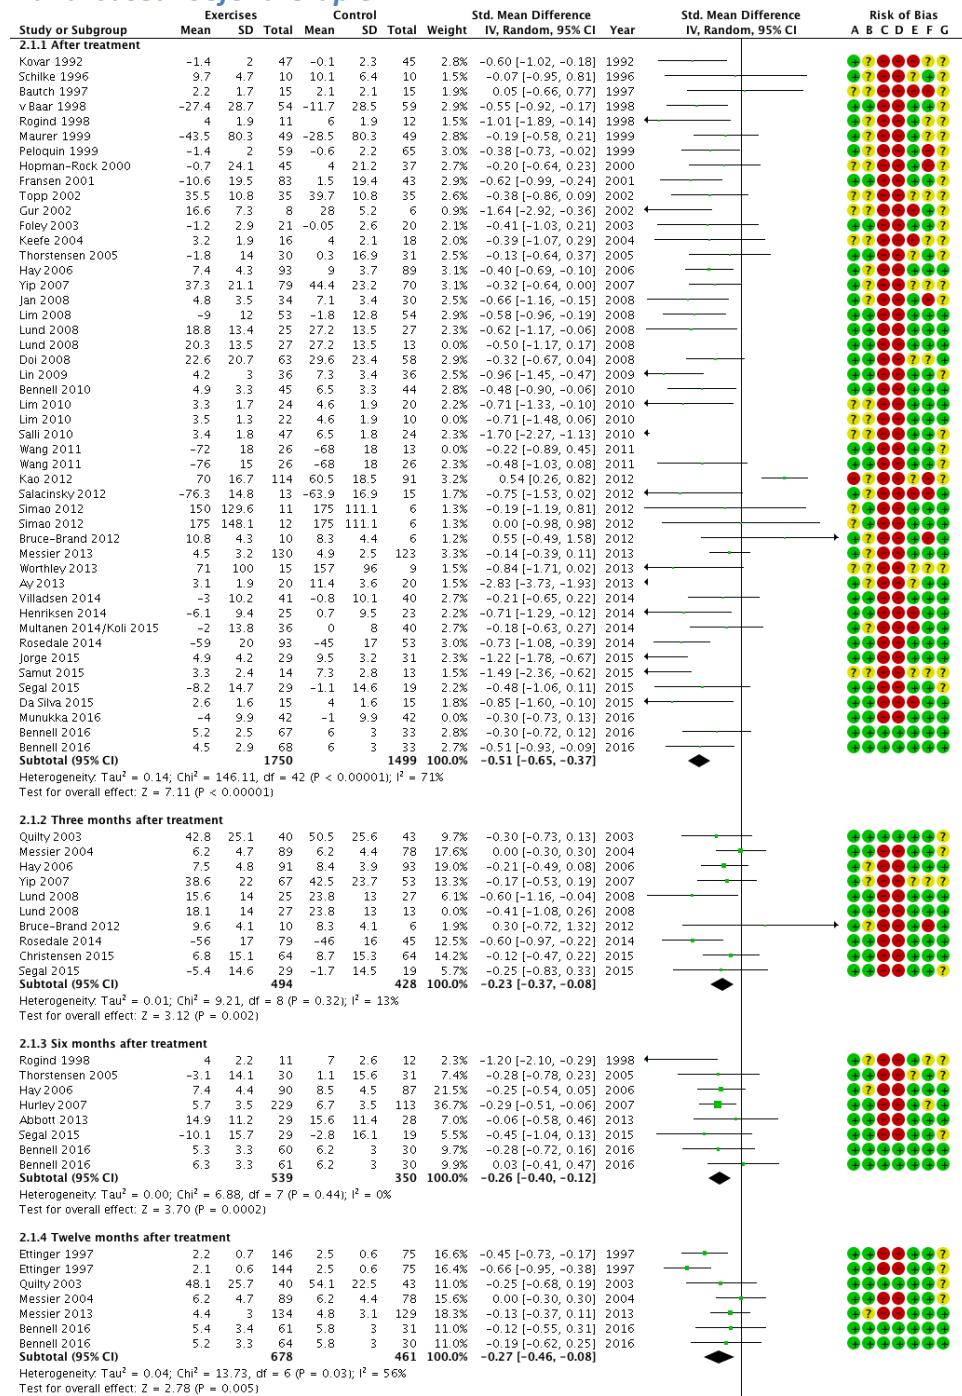 Exercises Control Std. Mean Difference Std. Mean Difference Risk of Bias
Study or Subgroup Mean SD Total Mean SD Total Weight IV, Random, 95% CI Year IV, Random, 95% CI A B C D E F G
2.1.1 After treatment
Kovar 1992 -1.4 2 47 -0.1 2.3 45 2.8% -0.60 [-1.02, -0.18] 1992
Schilke 1996 9.7 4.7 10 10.1 6.4 10 1.6% -0.07 [-0.95, 0.81] 1996
Bautch 1997 2.2 1.7 15 2.1 2.1 15 2.0% 0.05 [-0.66, 0.77] 1997
v Baar 1998 -27.4 28.7 54 -11.7 28.5 59 2.9% -0.55 [-0.92, -0.17] 1998
Rogind 1998 4 1.9 11 6 1.9 12 1.6% -1.01 [-1.89, -0.14] 1998
Maurer 1999 -43.5 80.3 49 -28.5 80.3 49 2.8% -0.19 [-0.58, 0.21] 1999
Peloquin 1999 -1.4 2 59 -0.6 2.2 65 3.0% -0.38 [-0.73, -0.02] 1999
Hopman-Rock 2000 -0.7 24.1 45 4 21.2 37 2.7% -0.20 [-0.64, 0.23] 2000
Fransen 2001 -10.6 19.5 83 1.5 19.4 43 2.9% -0.62 [-0.99, -0.24] 2001
Topp 2002 35.5 10.8 35 39.7 10.8 35 2.6% -0.38 [-0.86, 0.09] 2002
Gur 2002 16.6 7.3 8 28 5.2 6 0.9% -1.64 [-2.92, -0.36] 2002
Foley 2003 -1.2 2.9 21 -0.05 2.6 20 2.2% -0.41 [-1.03, 0.21] 2003
Keefe 2004 3.2 1.9 16 4 2.1 18 2.0% -0.39 [-1.07, 0.29] 2004
Thorstensen 2005 -1.8 14 30 0.3 16.9 31 2.5% -0.13 [-0.64, 0.37] 2005
Hay 2006 7.4 4.3 93 9 3.7 89 3.1% -0.40 [-0.69, -0.10] 2006
Yip 2007 37.3 21.1 79 44.4 23.2 70 3.1% -0.32 [-0.64, 0.00] 2007
Jan 2008 4.8 3.5 34 7.1 3.4 30 2.5% -0.66 [-1.16, -0.15] 2008
Lim 2008 -9 12 53 -1.8 12.8 54 2.8% -0.58 [-0.96, -0.19] 2008
Lund 2008 18.8 13.4 25 27.2 13.5 27 2.3% -0.62 [-1.17, -0.06] 2008
Lund 2008 20.3 13.5 27 27.2 13.5 13 0.0% -0.50 [-1.17, 0.17] 2008
Doi 2008 22.6 20.7 63 29.6 23.4 58 2.9% -0.32 [-0.67, 0.04] 2008
Lin 2009 4.2 3 36 7.3 3.4 36 2.5% -0.96 [-1.45, -0.47] 2009
Bennell 2010 4.9 3.3 45 6.5 3.3 44 2.7% -0.48 [-0.90, -0.06] 2010
Lim 2010 3.3 1.7 24 4.6 1.9 20 2.2% -0.71 [-1.33, -0.10] 2010
Lim 2010 3.5 1.3 22 4.6 1.9 10 0.0% -0.71 [-1.48, 0.06] 2010
Salli 2010 3.4 1.8 47 6.5 1.8 24 2.3% -1.70 [-2.27, -1.13] 2010
Wang 2011 -72 18 26 -68 18 13 0.0% -0.22 [-0.89, 0.45] 2011
Wang 2011 -76 15 26 -68 18 26 2.3% -0.48 [-1.03, 0.08] 2011
Kao 2012 70 16.7 114 60.5 18.5 91 3.2% 0.54 [0.26, 0.82] 2012
Salacinsky 2012 -76.3 14.8 13 -63.9 16.9 15 1.8% -0.75 [-1.53, 0.02] 2012
Simao 2012 150 129.6 11 175 111.1 6 1.3% -0.19 [-1.19, 0.81] 2012
Simao 2012 175 148.1 12 175 111.1 6 1.4% 0.00 [-0.98, 0.98] 2012
Bruce-Brand 2012 10.8 4.3 10 8.3 4.4 6 1.3% 0.55 [-0.49, 1.58] 2012
Messier 2013 4.5 3.2 130 4.9 2.5 123 3.3% -0.14 [-0.39, 0.11] 2013
Worthley 2013 71 100 15 157 96 9 1.6% -0.84 [-1.71, 0.02] 2013
Ay 2013 3.1 1.9 20 11.4 3.6 20 1.5% -2.83 [-3.73, -1.93] 2013
Villadsen 2014 -3 10.2 41 -0.8 10.1 40 2.7% -0.21 [-0.65, 0.22] 2014
Henriksen 2014 -6.1 9.4 25 0.7 9.5 23 2.2% -0.71 [-1.29, -0.12] 2014
Multanen 2014/Koli 2015 -2 13.8 36 0 8 40 2.7% -0.18 [-0.63, 0.27] 2014
Rosedale 2014 -59 20 93 -45 17 53 2.9% -0.73 [-1.08, -0.39] 2014
Jorge 2015 4.9 4.2 29 9.5 3.2 31 2.3% -1.22 [-1.78, -0.67] 2015
Samut 2015 3.3 2.4 14 7.3 2.8 13 1.6% -1.49 [-2.36, -0.62] 2015
Segal 2015 -8.2 14.7 29 -1.1 14.6 19 2.2% -0.48 [-1.06, 0.11] 2015
Da Silva 2015 2.6 1.6 15 4 1.6 15 1.8% -0.85 [-1.60, -0.10] 2015
Munukka 2016 -4 9.9 42 -1 9.9 42 0.0% -0.30 [-0.73, 0.13] 2016
Bennell 2016 5.2 2.5 67 6 3 33 2.7% -0.30 [-0.72, 0.12] 2016
Bennell 2016 4.5 2.9 68 6 3 33 2.7% -0.51 [-0.93, -0.09] 2016
Subtotal (95% CI) 1750 1499 100.0% -0.51 [-0.65, -0.37]
Heterogeneity: Tau² = 0.14; Chi² = 146.11, df = 42 (P < 0.00001); I² = 71%
Test for overall effect: Z = 7.11 (P < 0.00001)
2.1.2 Three months after treatment
Quilty 2003 42.8 25.1 40 50.5 25.6 43 9.7% -0.30 [-0.73, 0.13] 2003
Messier 2004 6.2 4.7 89 6.2 4.4 78 17.6% 0.00 [-0.30, 0.30] 2004
Hay 2006 7.5 4.8 91 8.4 3.9 93 19.0% -0.21 [-0.49, 0.08] 2006
Yip 2007 38.6 22 67 42.5 23.7 53 13.3% -0.17 [-0.53, 0.19] 2007
Lund 2008 15.6 14 25 23.8 13 27 6.1% -0.60 [-1.16, -0.04] 2008
Lund 2008 18.1 14 27 23.8 13 13 0.0% -0.41 [-1.08, 0.26] 2008
Bruce-Brand 2012 9.6 4.1 10 8.3 4.1 6 1.9% 0.30 [-0.72, 1.32] 2012
Rosedale 2014 -56 17 79 -46 16 45 12.5% -0.60 [-0.97, -0.22] 2014
Christensen 2015 6.8 15.1 64 8.7 15.3 64 14.2% -0.12 [-0.47, 0.22] 2015
Segal 2015 -5.4 14.6 29 -1.7 14.5 19 5.7% -0.25 [-0.83, 0.33] 2015
Subtotal (95% CI) 494 428 100.0% -0.23 [-0.37, -0.08]
Heterogeneity: Tau² = 0.01; Chi² = 9.21, df = 8 (P = 0.32); I² = 13%
Test for overall effect: Z = 3.12 (P = 0.002)
2.1.3 Six months after treatment
Rogind 1998 4 2.2 11 7 2.6 12 2.3% -1.20 [-2.10, -0.29] 1998
Thorstensen 2005 -3.1 14.1 30 1.1 15.6 31 7.4% -0.28 [-0.78, 0.23] 2005
Hay 2006 7.4 4.4 90 8.5 4.5 87 21.5% -0.25 [-0.54, 0.05] 2006
Hurley 2007 5.7 3.5 229 6.7 3.5 113 36.7% -0.29 [-0.51, -0.06] 2007
Abbott 2013 14.9 11.2 29 15.6 11.4 28 7.0% -0.06 [-0.58, 0.46] 2013
Segal 2015 -10.1 15.7 29 -2.8 16.1 19 5.5% -0.45 [-1.04, 0.13] 2015
Bennell 2016 5.3 3.3 60 6.2 3 30 9.7% -0.28 [-0.72, 0.16] 2016
Bennell 2016 6.3 3.3 61 6.2 3 30 9.9% 0.03 [-0.41, 0.47] 2016
Subtotal (95% CI) 539 350 100.0% -0.26 [-0.40, -0.12]
Heterogeneity: Tau² = 0.00; Chi² = 6.88, df = 7 (P = 0.44); I² = 0%
Test for overall effect: Z = 3.70 (P = 0.0002)
2.1.4 Twelve months after treatment
Ettinger 1997 2.2 0.7 146 2.5 0.6 75 16.6% -0.45 [-0.73, -0.17] 1997
Ettinger 1997 2.1 0.6 144 2.5 0.6 75 16.4% -0.66 [-0.95, -0.38] 1997
Quilty 2003 48.1 25.7 40 54.1 22.5 43 11.0% -0.25 [-0.68, 0.19] 2003
Messier 2004 6.2 4.7 89 6.2 4.4 78 15.6% 0.00 [-0.30, 0.30] 2004
Messier 2013 4.4 3 134 4.8 3.1 129 18.3% -0.13 [-0.37, 0.11] 2013
Bennell 2016 5.4 3.4 61 5.8 3 31 11.0% -0.12 [-0.55, 0.31] 2016
Bennell 2016 5.2 3.3 64 5.8 3 30 11.0% -0.19 [-0.62, 0.25] 2016
Subtotal (95% CI) 678 461 100.0% -0.27 [-0.46, -0.08]
Heterogeneity: Tau² = 0.04; Chi² = 13.73, df = 6 (P = 0.03); I² = 56%
Test for overall effect: Z = 2.78 (P = 0.005)